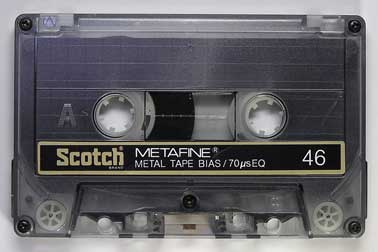 A
Scotch METAFINE® 46
BRAND METAL TAPE BIAS/70µsEQ